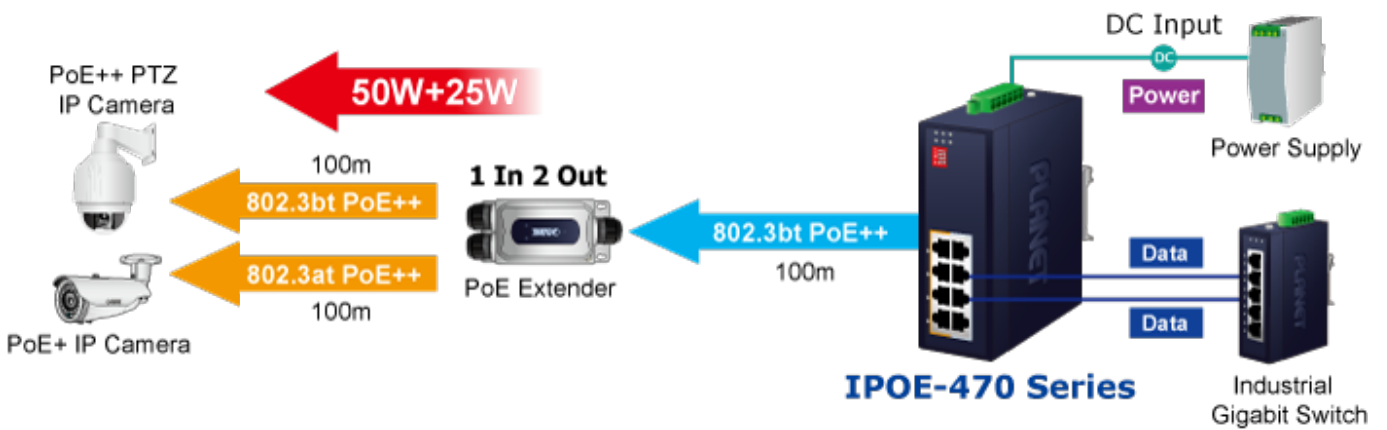 DC Input
DC
Power
Power Supply
PoE++ PTZ
IP Camera
50W+25W
100m
802.3bt PoE++
1 In 2 Out
802.3at PoE++
100m
PoE Extender
PoE+ IP Camera
802.3bt PoE++
100m
PLANET
IPOE-470 Series
Data
Data
PLANET
Industrial
Gigabit Switch